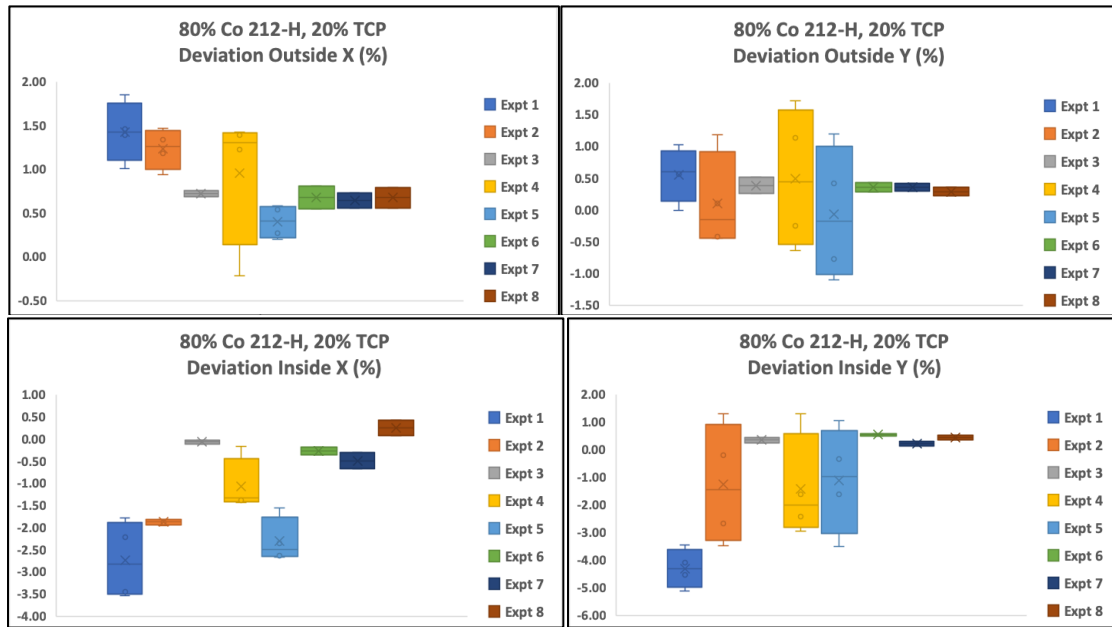 80% Co 212-H, 20% TCP
Deviation Outside X (%)
2.00
1.50
1.00
0.50
0.00
-0.50
Expt 1
Expt 2
Expt 3
Expt 4
Expt 5
Expt 6
Expt 7
Expt 8
80% Co 212-H, 20% TCP
Deviation Outside Y (%)
2.00
1.50
1.00
0.50
0.00
-0.50
-1.00
-1.50
Expt 1
Expt 2
Expt 3
Expt 4
Expt 5
Expt 6
Expt 7
Expt 8
80% Co 212-H, 20% TCP
Deviation Inside X (%)
1.00
0.50
0.00
-0.50
-1.00
-1.50
-2.00
-2.50
-3.00
-3.50
-4.00
Expt 1
Expt 2
Expt 3
Expt 4
Expt 5
Expt 6
Expt 7
Expt 8
80% Co 212-H, 20% TCP
Deviation Inside Y (%)
2.00
1.00
0.00
-1.00
-2.00
-3.00
-4.00
-5.00
-6.00
Expt 1
Expt 2
Expt 3
Expt 4
Expt 5
Expt 6
Expt 7
Expt 8